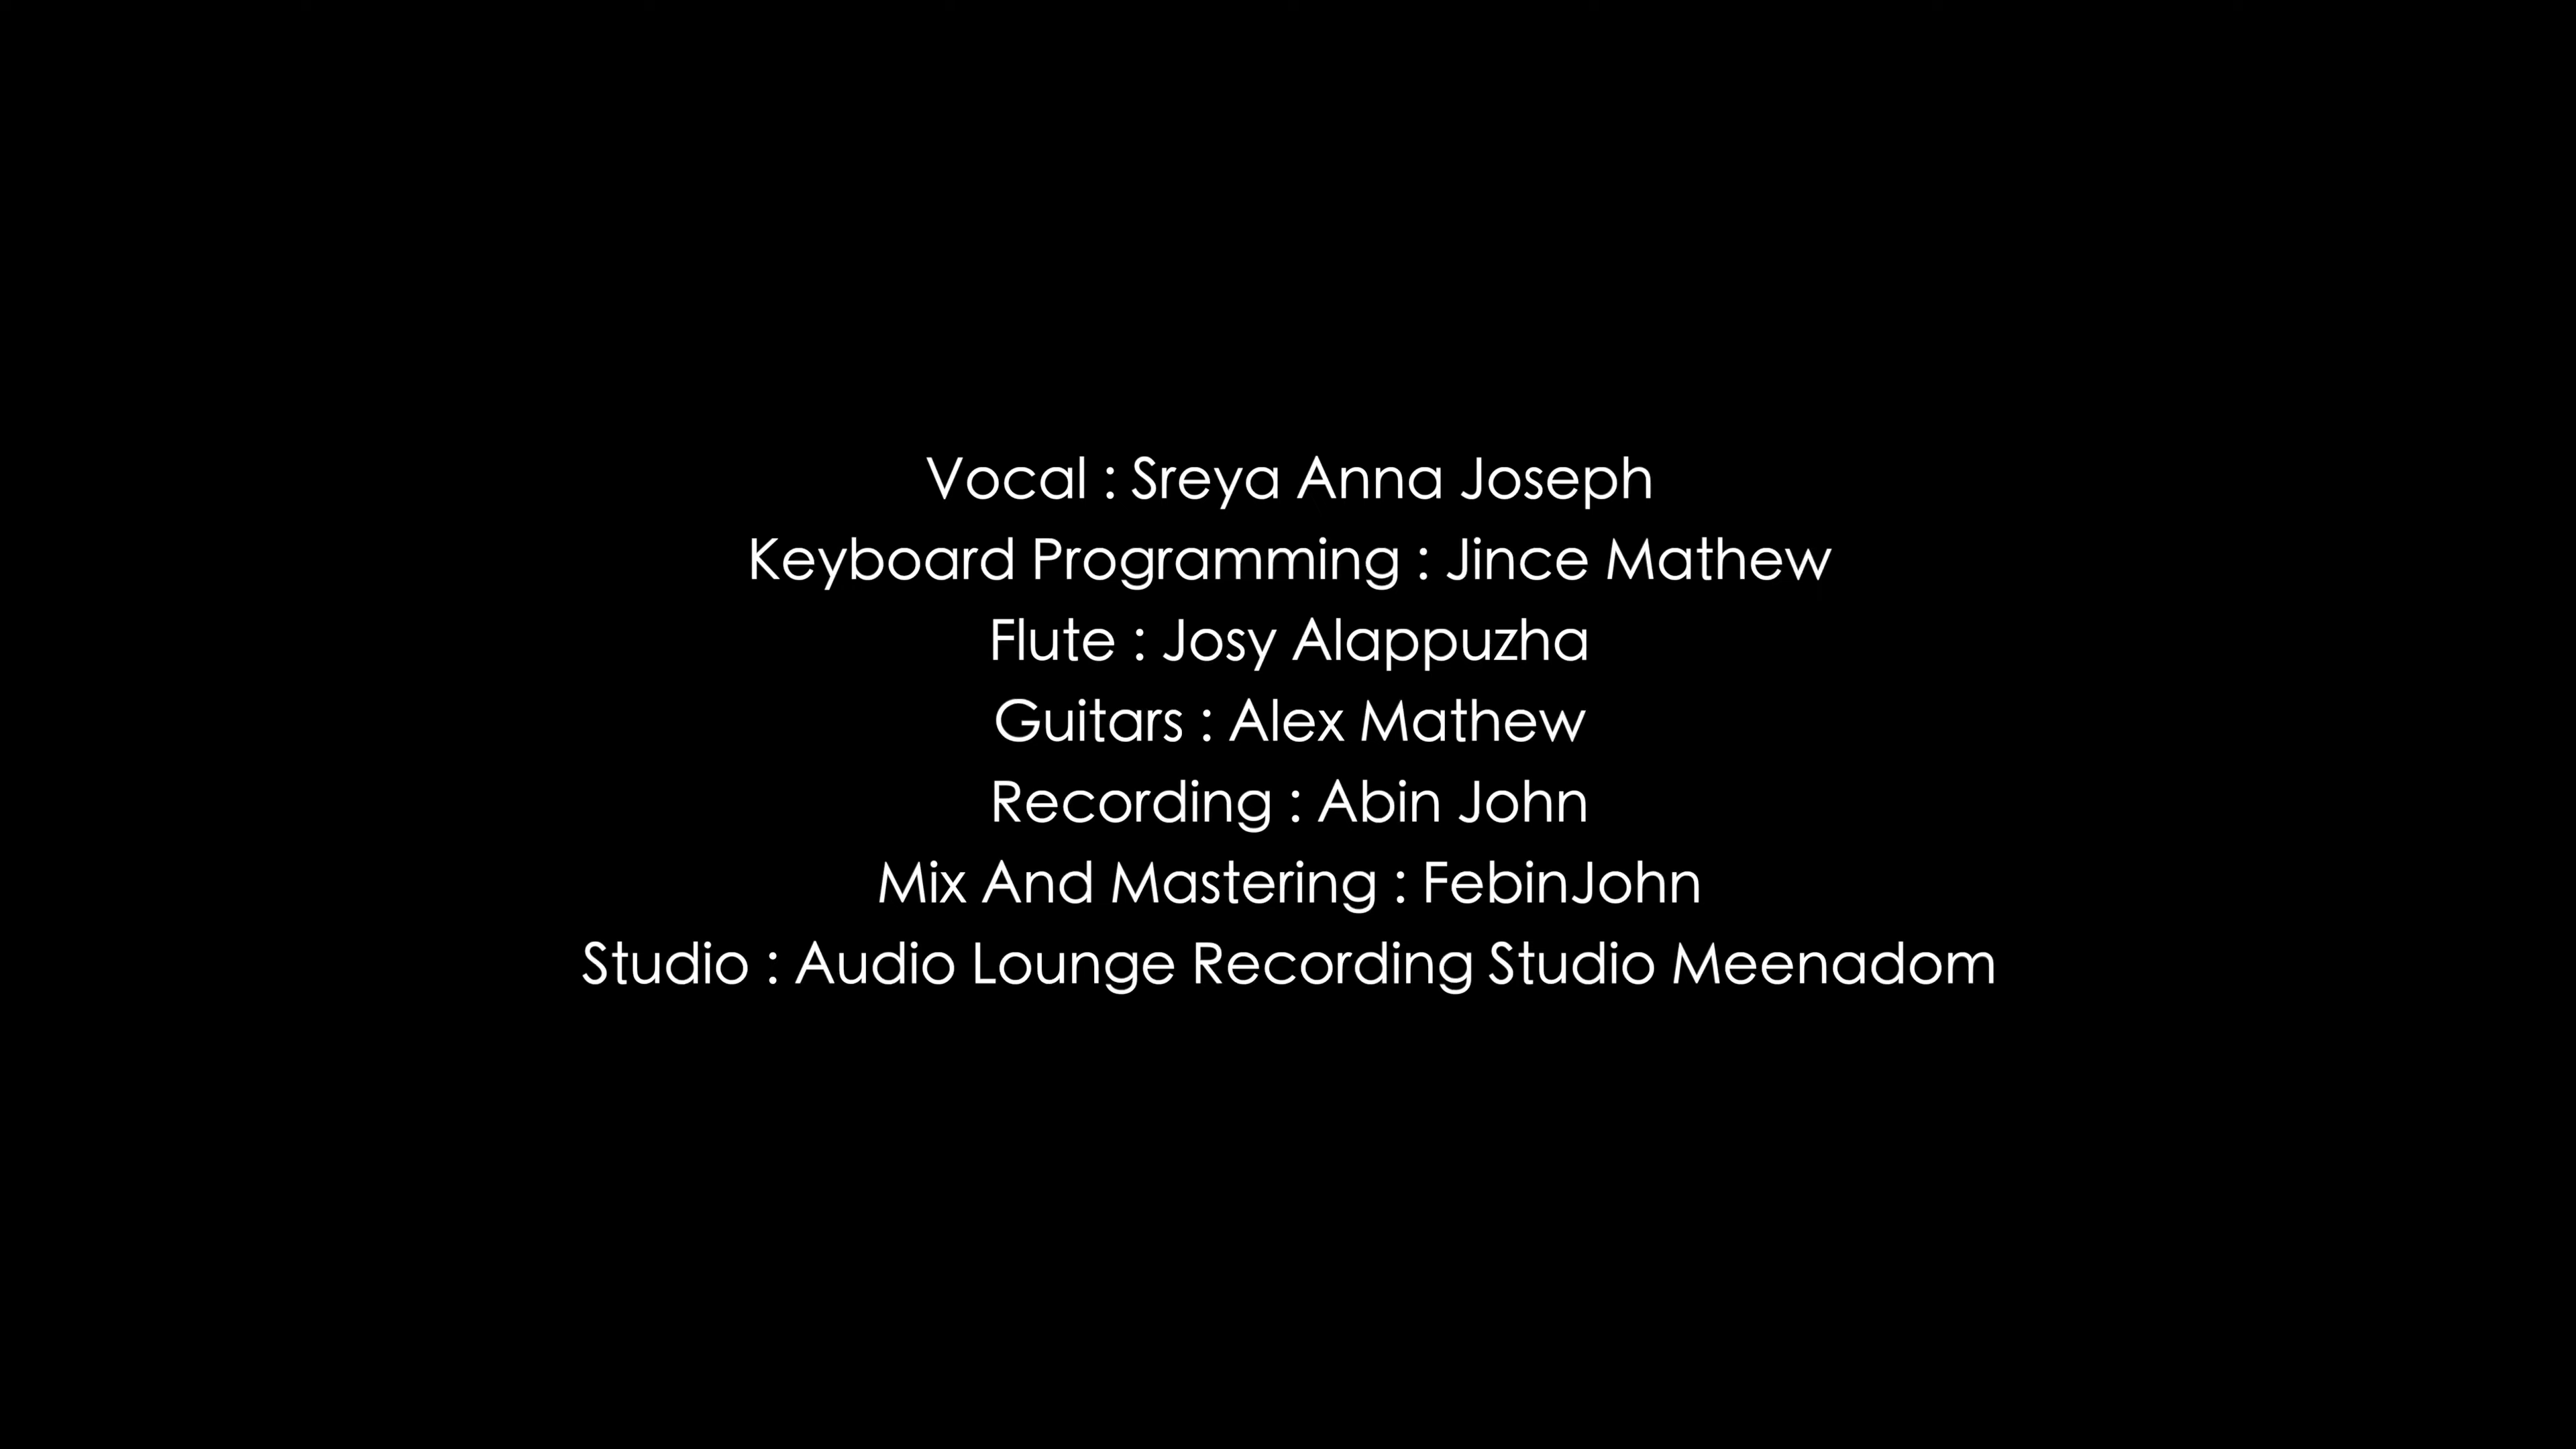 Vocal : Sreya Anna Joseph
Keyboard Programming : Jince Mathew
Flute : Josy Alappuzha
Guitars : Alex Mathew
Recording : Abin John
Mix And Mastering : FebinJohn
Studio : Audio Lounge Recording Studio Meenadom